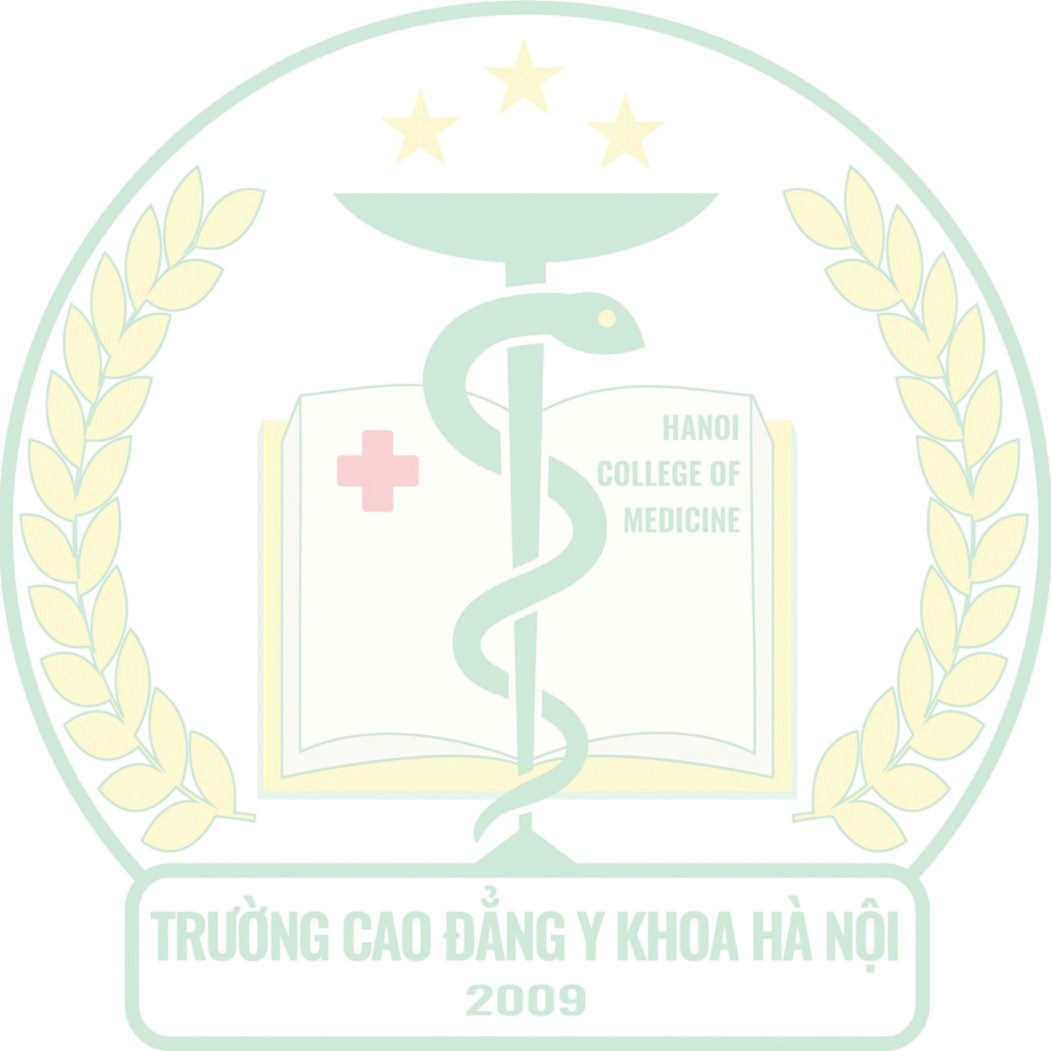 HANOI
COLLEGE OF
MEDICINE
TRƯỜNG CAO ĐẲNG Y KHOA HÀ NỘI
2009